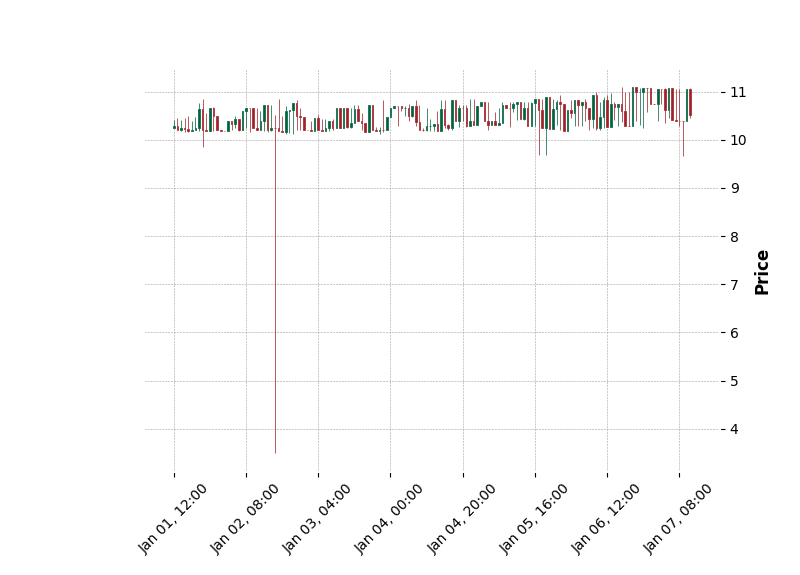 11
10
9
8
7
6
5
4
Price
Jan 01, 12:00
Jan 02, 08:00
Jan 03, 04:00
Jan 04, 00:00
Jan 04, 20:00
Jan 05, 16:00
Jan 06, 12:00
Jan 07, 08:00